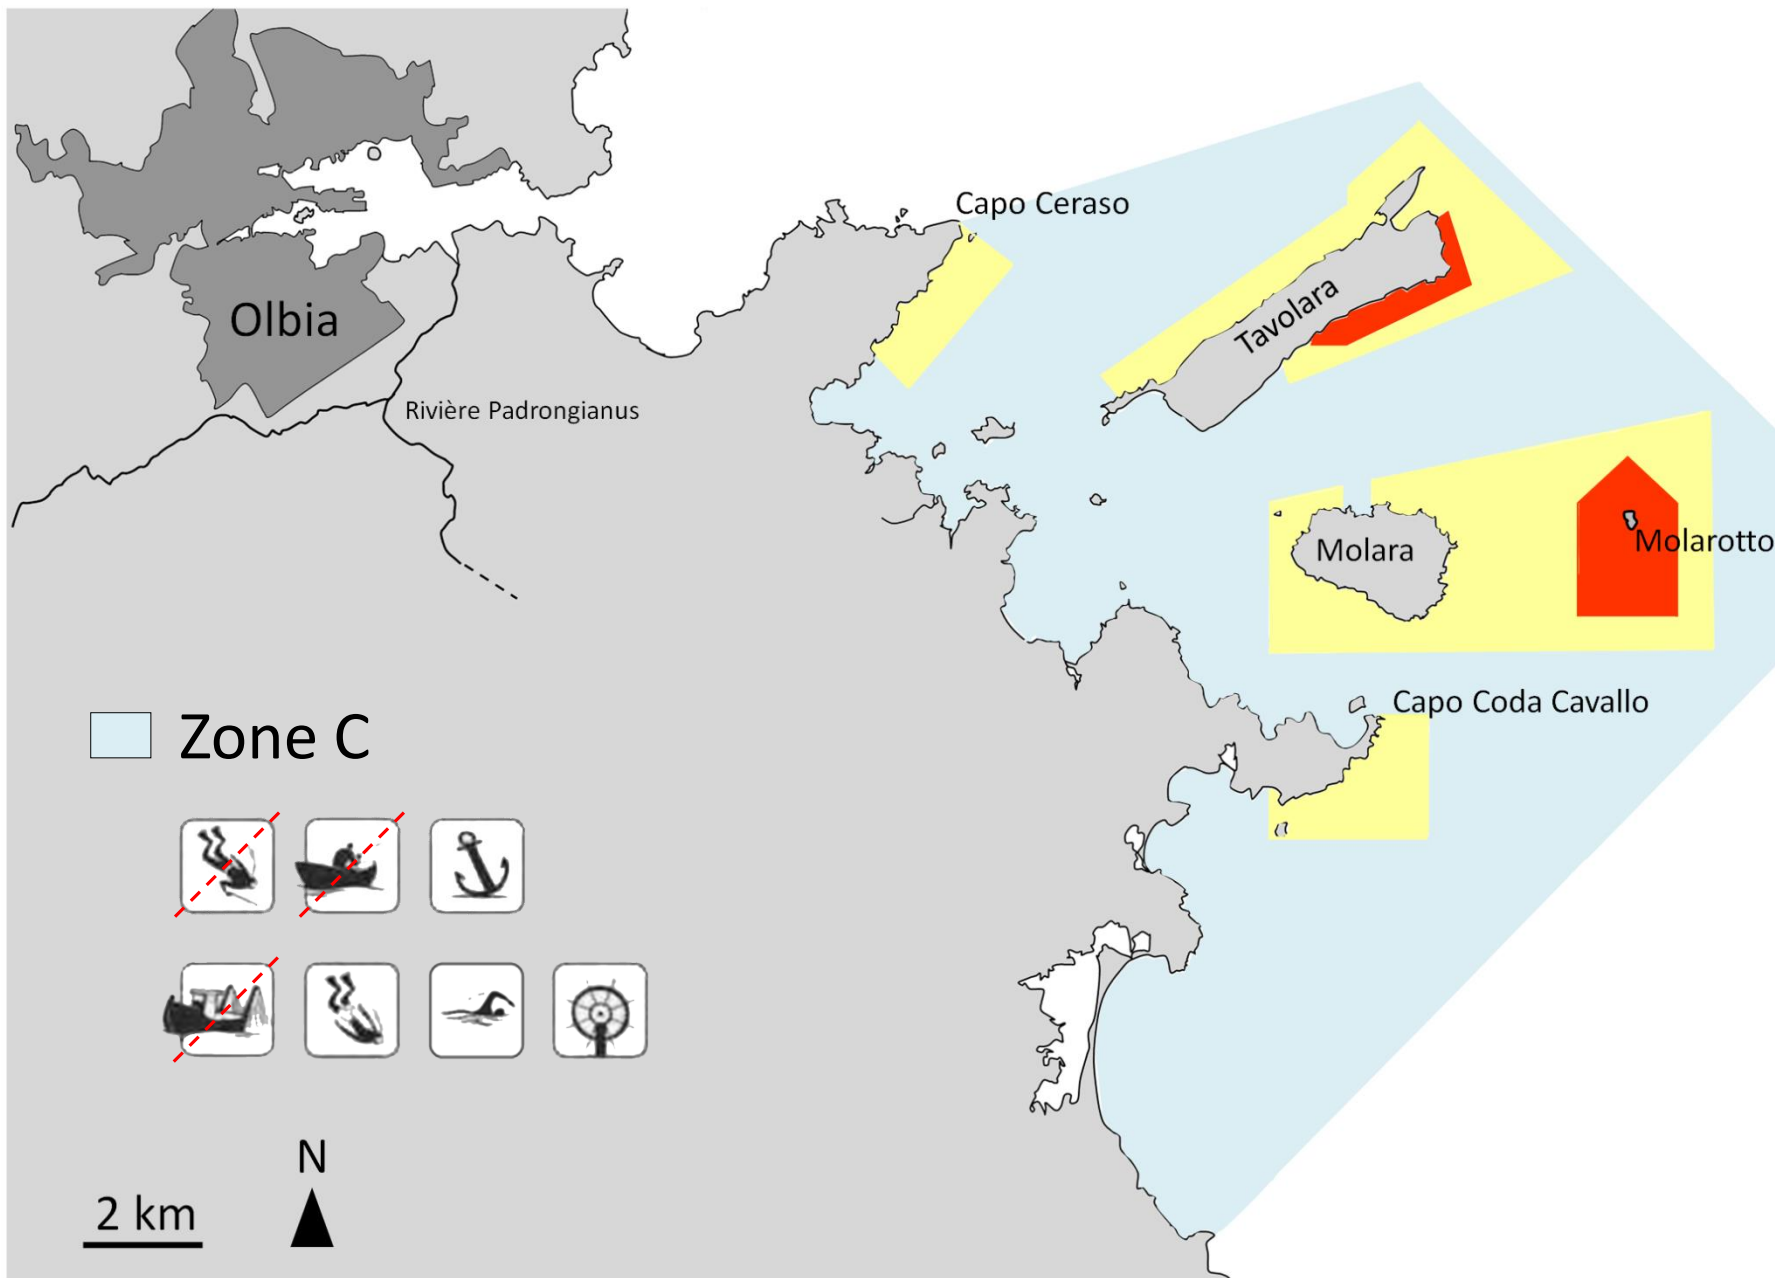 Capo Ceraso
Tavolara
Olbia
Rivière Padrongianus
Molara
Molarotto
Capo Coda Cavallo
Zone C
N
2 km